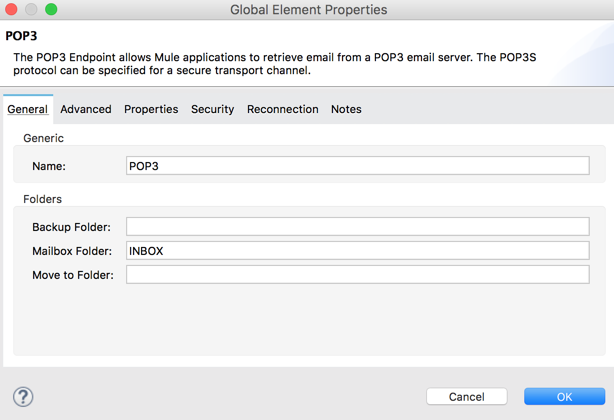 Global Element Properties
POP3
The POP3 Endpoint allows Mule applications to retrieve email from a POP3 email server. The POP3S
protocol can be specified for a secure transport channel.
General Advanced Properties Security Reconnection Notes
Generic
Name: POP3
Folders
Backup Folder:
Mailbox Folder: INBOX
Move to Folder:
? Cancel OK